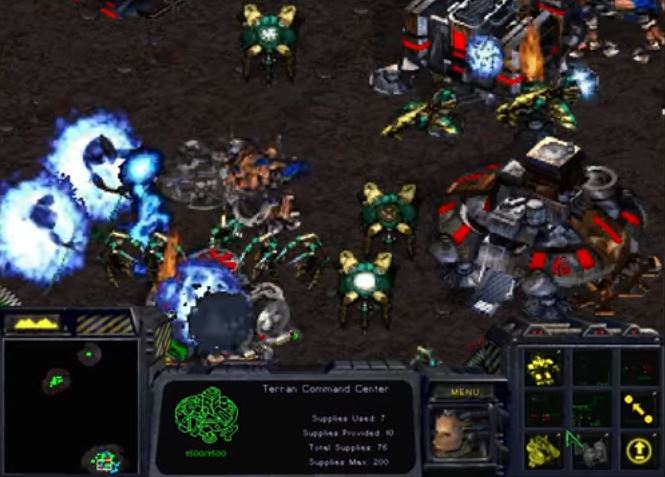 Terran Command Center
MENU
Supplies Used: 7
Supplies Provided: 10
Total Supplies: 76
Supplies Max: 200
1500/1500